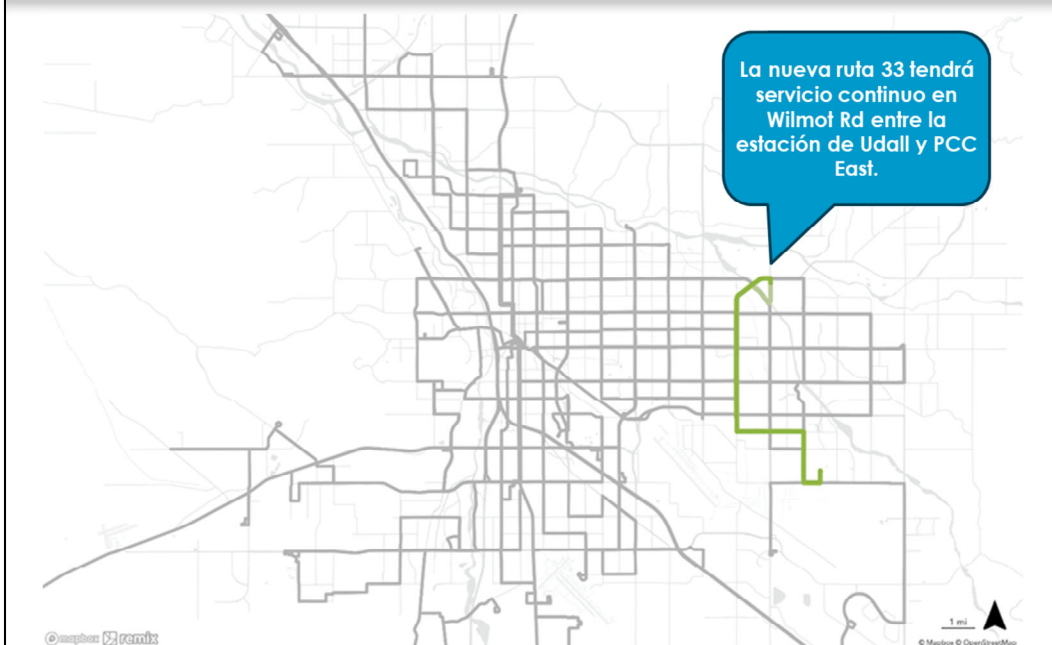 La nueva ruta 33 tendrá
servicio continuo en
Wilmot Rd entre la
estación de Udall y PCC
East.
1 mi
mapbox remix
© Mapbox © OpenStreetMap